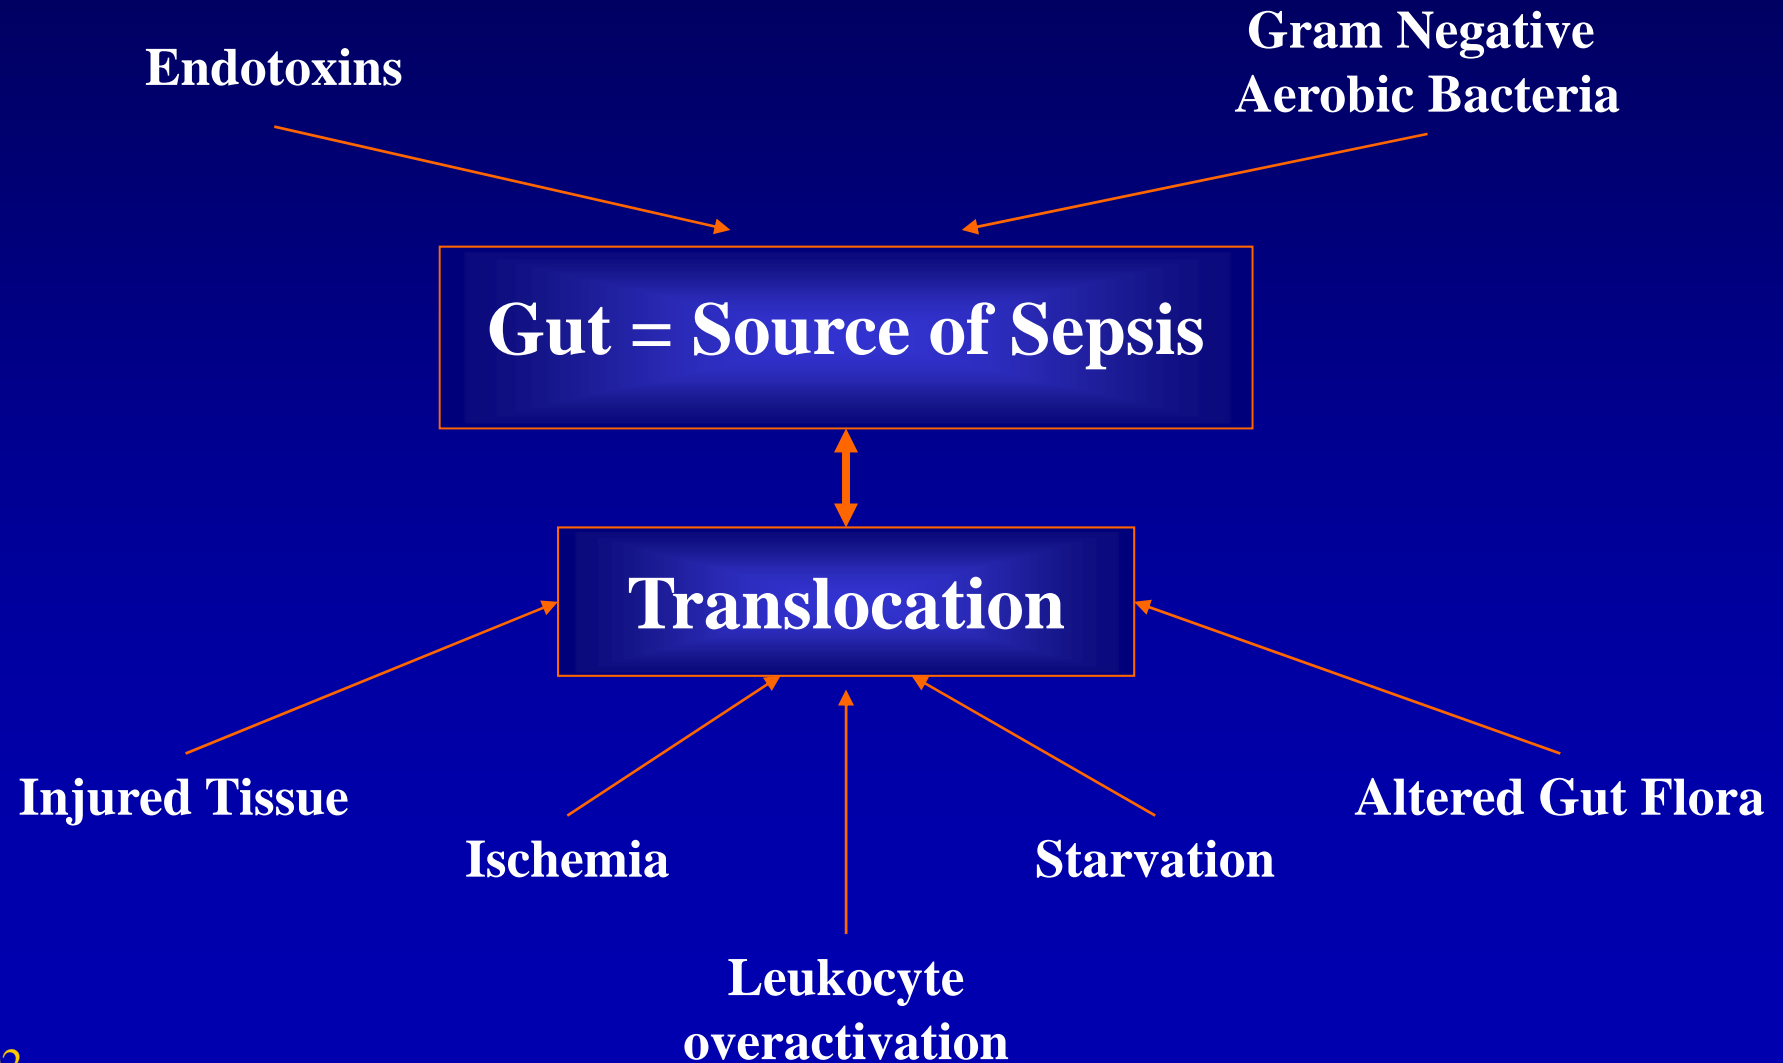 Endotoxins
Gram Negative
Aerobic Bacteria
Gut = Source of Sepsis
Translocation
Injured Tissue
Altered Gut Flora
Ischemia
Starvation
Leukocyte
overactivation